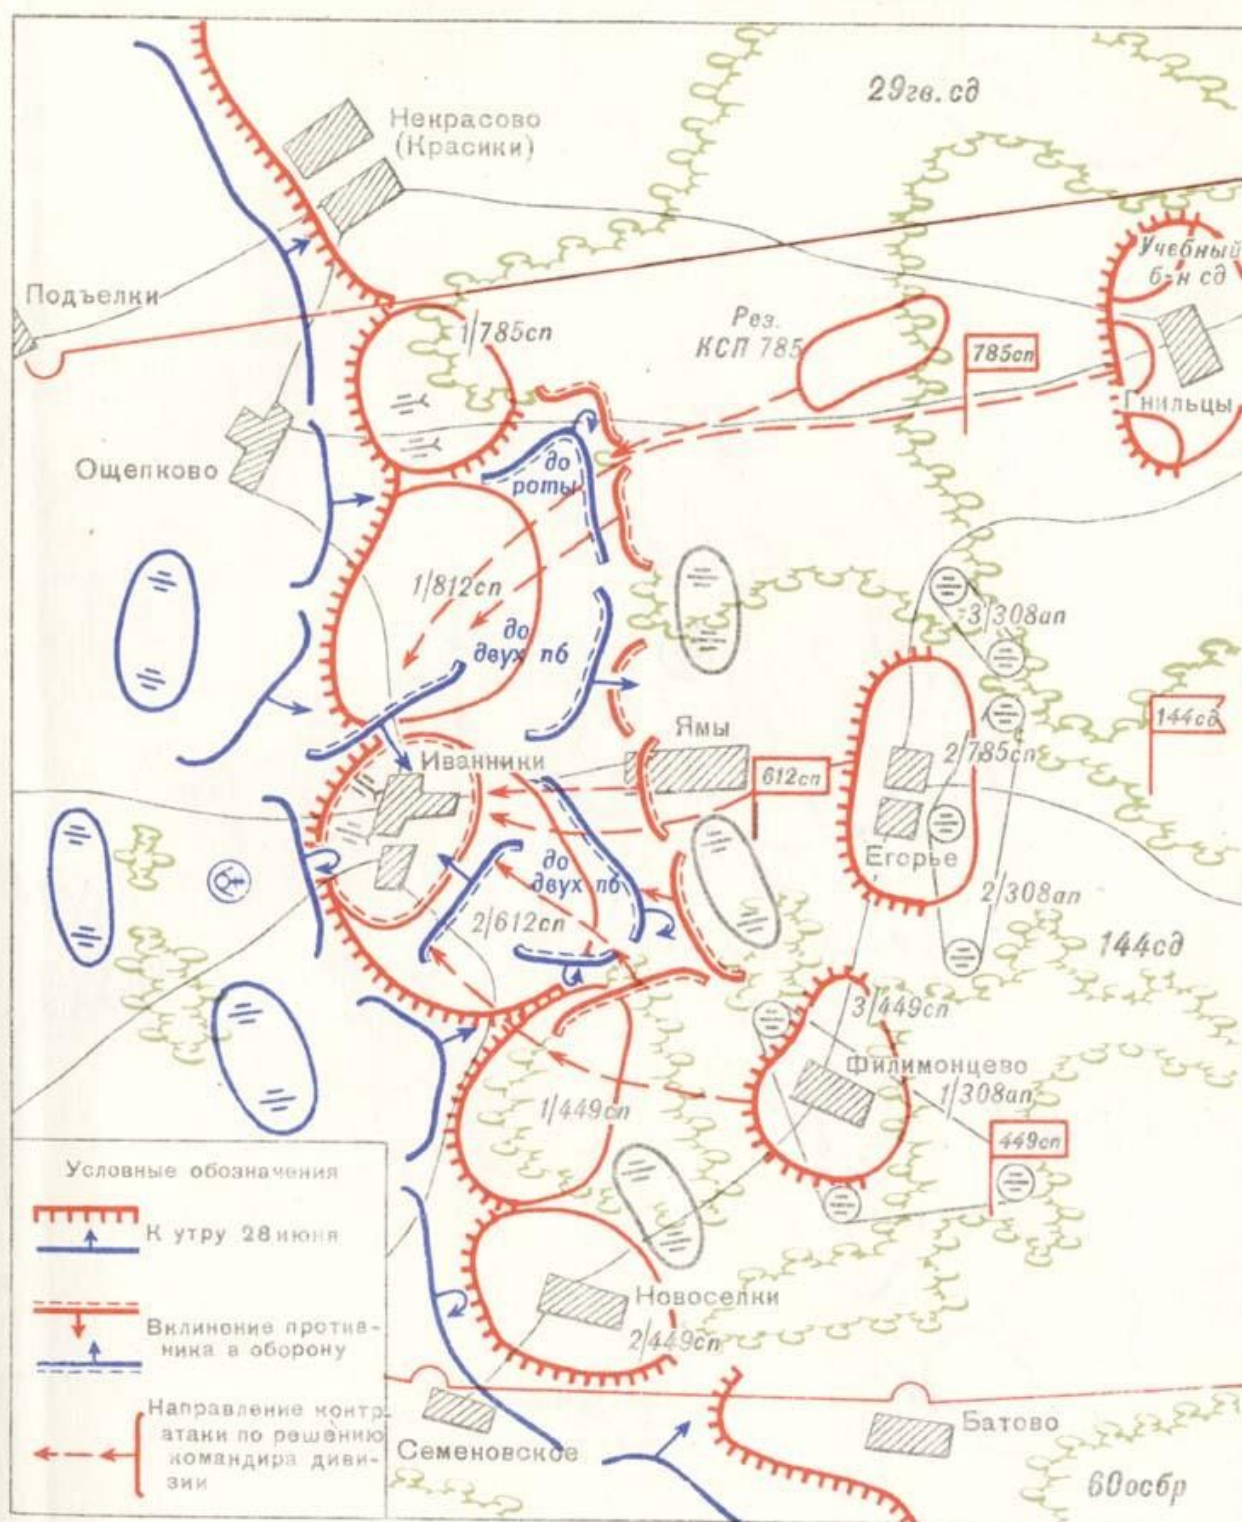 29гв. сд
Некрасово
(Красики)
Учебный
б-н сд
Подъелки
1/785сп
Рез.
КСП 785
785сп
Гнильцы
Ощепково
до
роты
1/812сп
3/308ап
до
двух пб
144сд
Ямы
Иванники
612сп
2/785сп
Егорье
до
двух пб
2/308ап
2/612сп
144сд
3/449сп
Филимонцево
1/308ап
1/449сп
449сп
Условные обозначения
К утру 28 июня
Новоселки
2/449сп
Вклинение против-
ника в оборону
Направление контр-
атаки по решению
командира диви-
зии
Семеновское
Батово
60осбр